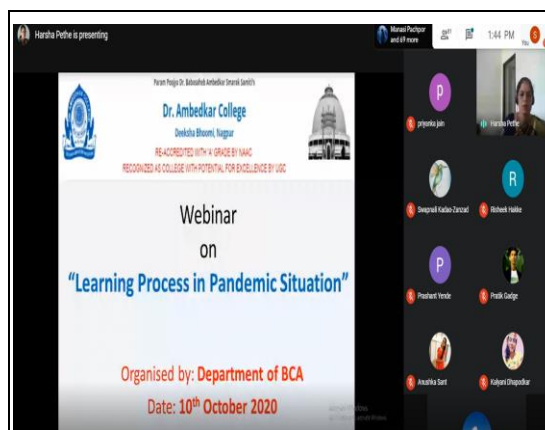 Harsha Pethe is presenting
Manasi Pachpor
and 69 more
1:44 PM
You
S
Param Poojya Dr. Babasaheb Ambedkar Smarak Samiti's
Dr. Ambedkar College
Deeksha Bhoomi, Nagpur
RE-ACCREDITED WITH 'A' GRADE BY NAAC
RECOGNIZED AS COLLEGE WITH POTENTIAL FOR EXCELLENCE BY UGC
Webinar
on
“Learning Process in Pandemic Situation”
Organised by: Department of BCA
Date: 10th October 2020
P
priyanka jain
Harsha Pethe
Swapnali Kadao-Zanzad
R
Risheek Hakke
P
Prashant Yende
Pratik Gadge
Anushka Sant
Kalyani Dhapodkar